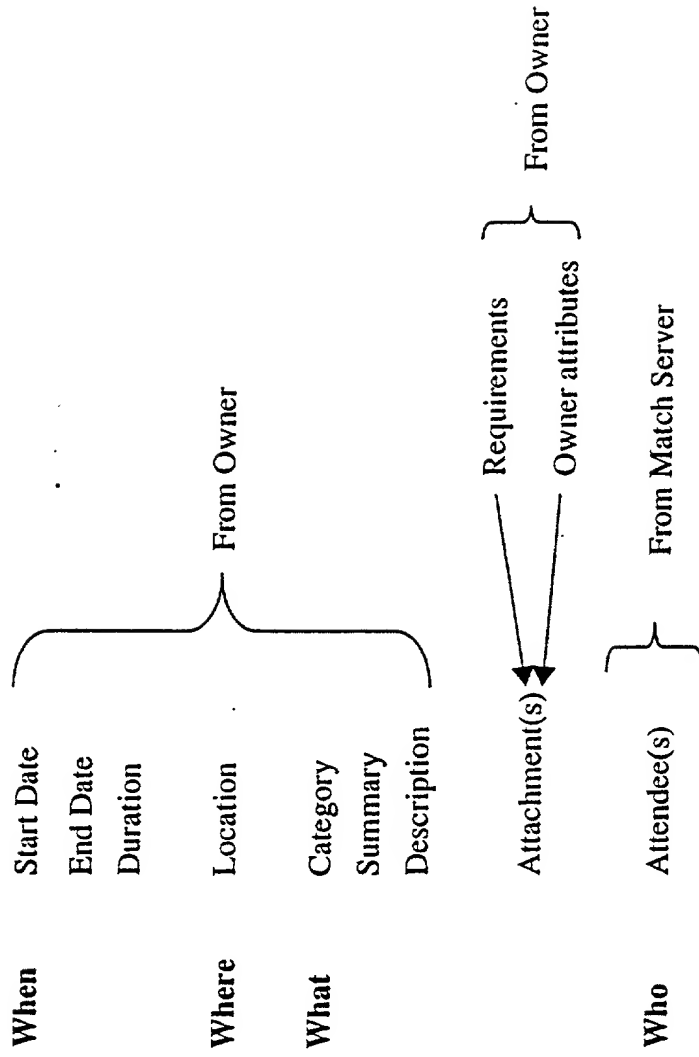 When Start Date
End Date
Duration
Where Location From Owner
What Category
Summary
Description
Requirements
Attachment(s) From Owner
Owner attributes
Who Attendee(s) From Match Server